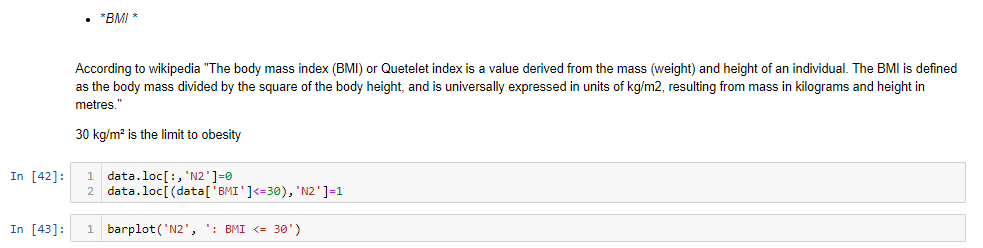 • *BMI *
According to wikipedia "The body mass index (BMI) or Quetelet index is a value derived from the mass (weight) and height of an individual. The BMI is defined
as the body mass divided by the square of the body height, and is universally expressed in units of kg/m2, resulting from mass in kilograms and height in
metres."
30 kg/m² is the limit to obesity
In [42]: 1 data.loc[:,'N2']=0
2 data.loc[(data['BMI']<=30),'N2']=1
In [43]: 1 barplot('N2', ': BMI <= 30')